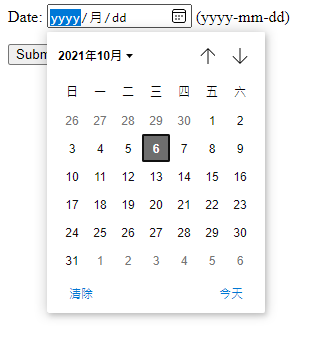 Date: yyyy/月/dd (yyyy-mm-dd)
Subm
2021年10月
日 一 二 三 四 五 六
26 27 28 29 30 1 2
3 4 5 6 7 8 9
10 11 12 13 14 15 16
17 18 19 20 21 22 23
24 25 26 27 28 29 30
31 1 2 3 4 5 6
清除 今天